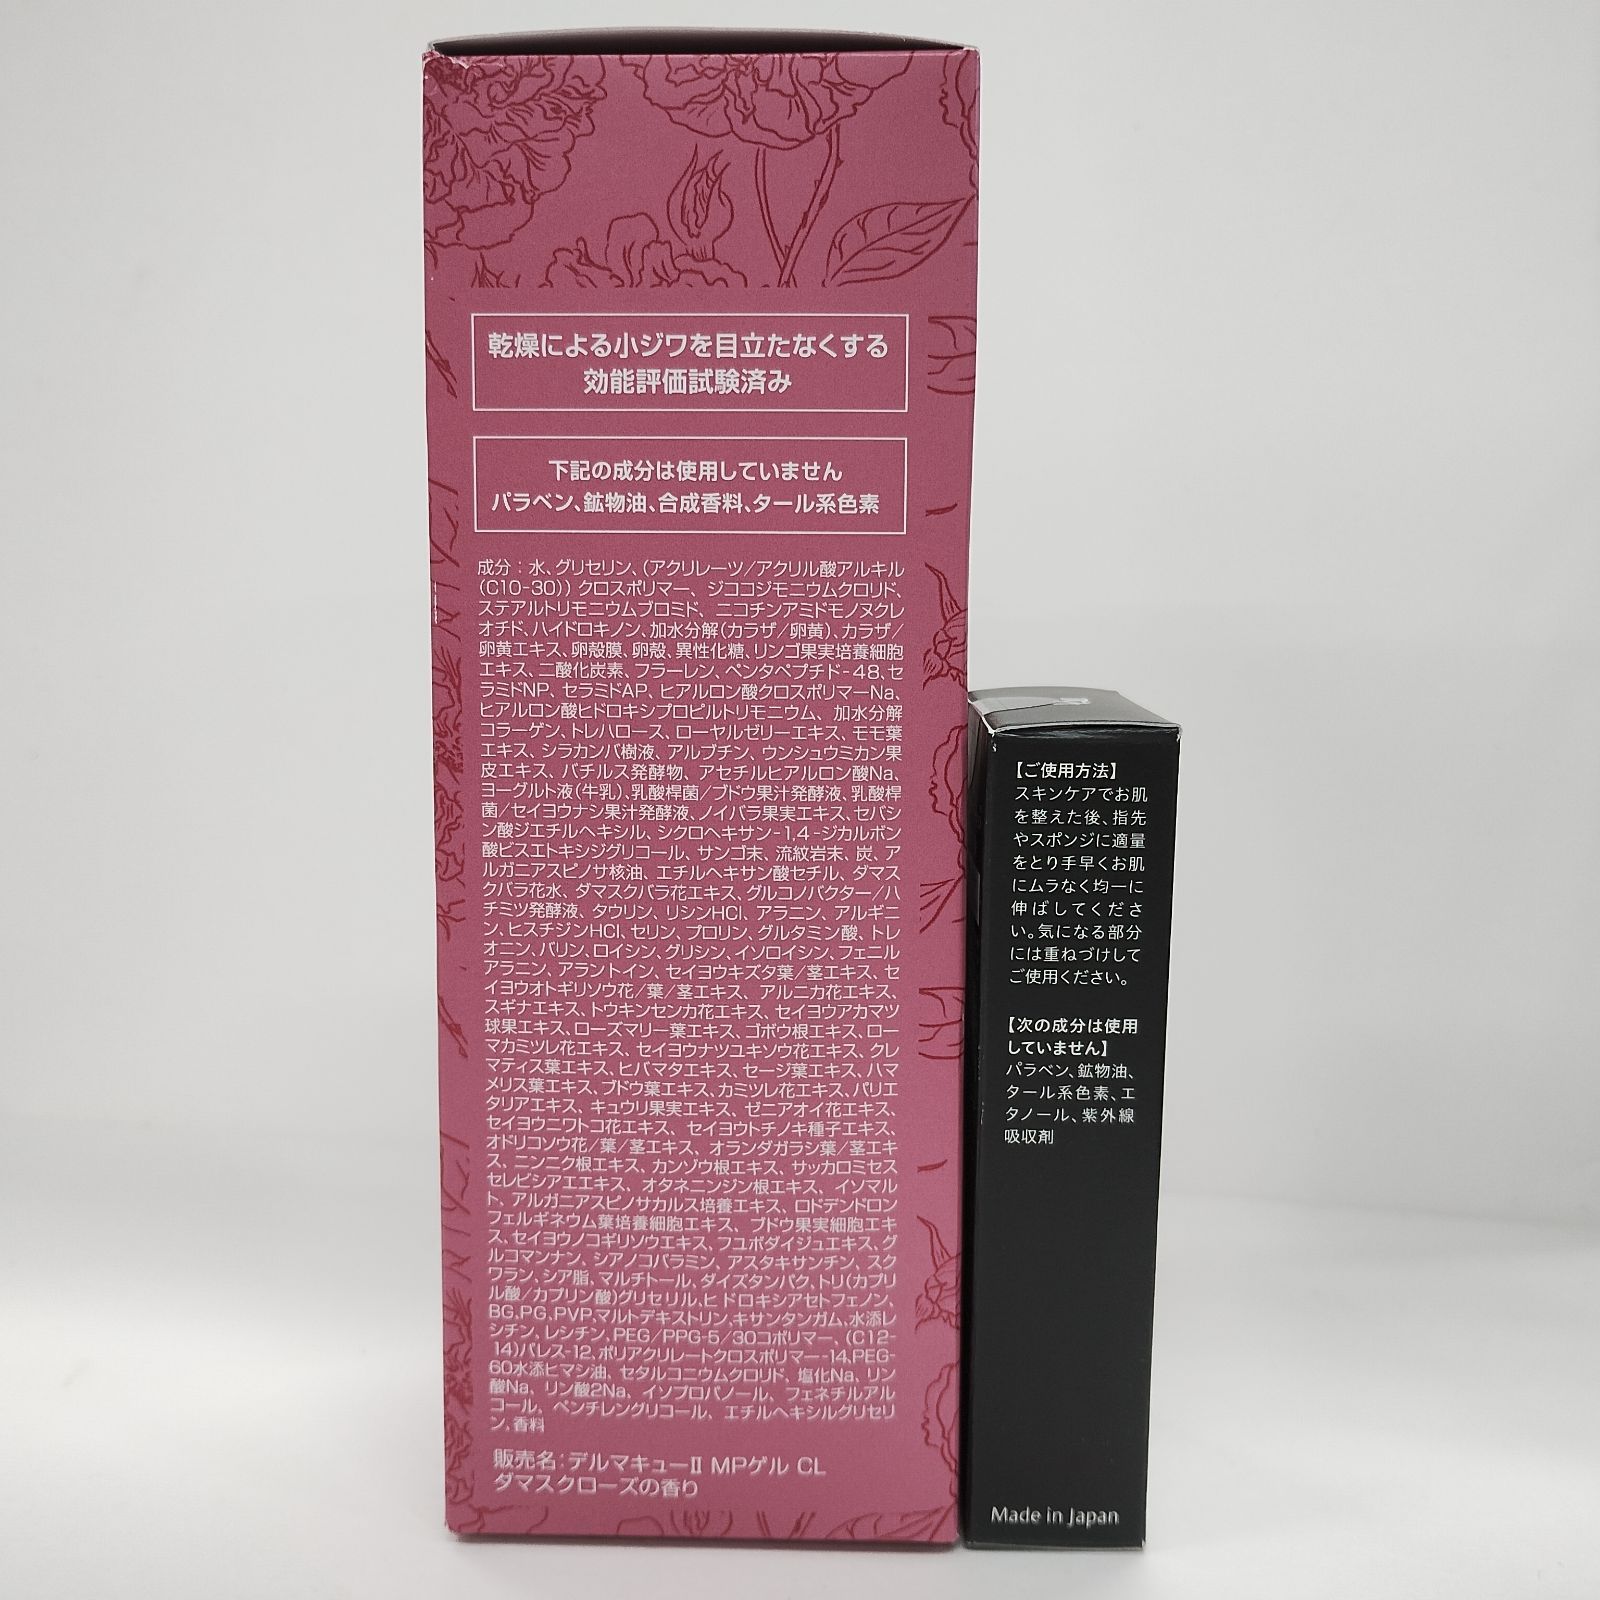 乾燥による小ジワを目立たなくする
効能評価試験済み
下記の成分は使用していません
パラベン、鉱物油、合成香料、タール系色素
成分：水、グリセリン、（アクリレーツ／アクリル酸アルキル
(C10-30)）クロスポリマー、ジココジモニウムクロリド、
ステアルトリモニウムブロミド、ニコチンアミドモノヌクレ
オチド、ハイドロキノン、加水分解（カラザ／卵黄）、カラザ／
卵黄エキス、卵殻膜、卵殻、異性化糖、リンゴ果実培養細胞
エキス、二酸化炭素、フラーレン、ペンタペプチド-48、セ
ラミドNP、セラミドAP、ヒアルロン酸クロスポリマーNa、
ヒアルロン酸ヒドロキシプロピルトリモニウム、加水分解
コラーゲン、トレハロース、ローヤルゼリーエキス、モモ葉
エキス、シラカンバ樹液、アルブチン、ウンシュウミカン果
皮エキス、バチルス発酵物、アセチルヒアルロン酸Na、
ヨーグルト液(牛乳)、乳酸桿菌／ブドウ果汁発酵液、乳酸桿
菌／セイヨウナシ果汁発酵液、ノイバラ果実エキス、セバシ
ン酸ジエチルヘキシル、シクロヘキサン-1,4-ジカルボン
酸ビスエトキシジグリコール、サンゴ末、流紋岩末、炭、ア
ルガニアスピノサ核油、エチルヘキサン酸セチル、ダマス
クバラ花水、ダマスクバラ花エキス、グルコノバクター／ハ
チミツ発酵液、タウリン、リシンHCl、アラニン、アルギニ
ン、ヒスチジンHCl、セリン、プロリン、グルタミン酸、トレ
オニン、バリン、ロイシン、グリシン、イソロイシン、フェニル
アラニン、アラントイン、セイヨウキズタ葉／茎エキス、セ
イヨウオトギリソウ花／葉／茎エキス、アルニカ花エキス、
スギナエキス、トウキンセンカ花エキス、セイヨウアカマツ
球果エキス、ローズマリー葉エキス、ゴボウ根エキス、ロー
マカミツレ花エキス、セイヨウナツユキソウ花エキス、クレ
マティス葉エキス、ヒバマタエキス、セージ葉エキス、ハマ
メリス葉エキス、ブドウ葉エキス、カミツレ花エキス、パリエ
タリアエキス、キュウリ果実エキス、ゼニアオイ花エキス、
セイヨウニワトコ花エキス、セイヨウトチノキ種子エキス、
オドリコソウ花／葉／茎エキス、オランダガラシ葉／茎エキ
ス、ニンニク根エキス、カンゾウ根エキス、サッカロミセス
セレビシアエエキス、オタネニンジン根エキス、イソマル
ト、アルガニアスピノサカルス培養エキス、ロドデンドロン
フェルギネウム葉培養細胞エキス、ブドウ果実細胞エキ
ス、セイヨウノコギリソウエキス、フユボダイジュエキス、グ
ルコマンナン、シアノコバラミン、アスタキサンチン、スク
ワラン、シア脂、マルチトール、ダイズタンパク、トリ(カプリ
ル酸／カプリン酸)グリセリル、ヒドロキシアセトフェノン、
BG、PG、PVP、マルトデキストリン、キサンタンガム、水添レ
シチン、レシチン、PEG／PPG-5／30コポリマー、(C12-
14)パレス-12、ポリアクリレートクロスポリマー-14、PEG-
60水添ヒマシ油、セタルコニウムクロリド、塩化Na、リン
酸Na、リン酸2Na、イソプロパノール、フェネチルアル
コール、ペンチレングリコール、エチルヘキシルグリセリ
ン、香料
販売名：デルマキューII MPゲル CL
ダマスクローズの香り
【ご使用方法】
スキンケアでお肌
を整えた後、指先
やスポンジに適量
をとり手早くお肌
にムラなく均一に
伸ばしてくださ
い。気になる部分
には重ねづけして
ご使用ください。
【次の成分は使用
していません】
パラベン、鉱物油、
タール系色素、エ
タノール、紫外線
吸収剤
Made in Japan